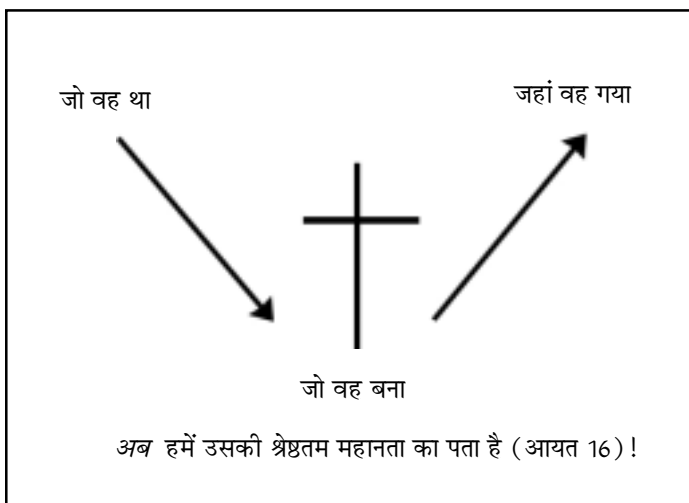 जो वह था
जहां वह गया
जो वह बना
अब हमें उसकी श्रेष्ठतम महानता का पता है (आयत 16)!